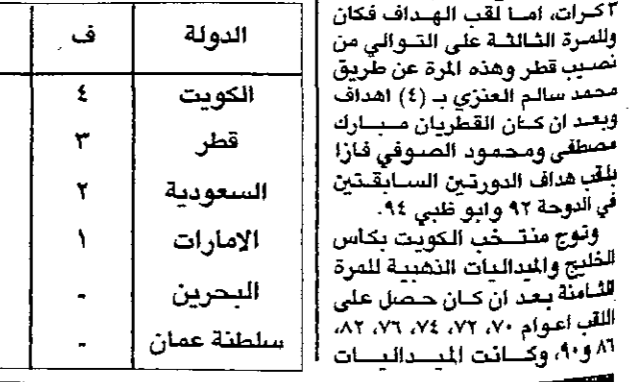 ٣ كرات، أما لقب الهداف فكان
وللمرة الثالثة على التوالي من
نصيب قطر وهذه المرة عن طريق
محمد سالم العنزي بـ (٤) اهداف
وبعد ان كان القطريان مبارك
مصطفى ومحمود الصوفي فازا
بلقب هداف الدورتين السابقتين
في الدوحة ٩٢ وابو ظبي ٩٤.
وتوج منتخب الكويت بكاس
الخليج والميداليات الذهبية للمرة
الثامنة بعد ان كان حصل على
اللقب اعوام ٧٠، ٧٢، ٧٤، ٧٦، ٨٢،
٨٦ و٩٠، وكانت الميداليات
الدولة ف
الكويت ٤
قطر ٣
السعودية ٢
الامارات ١
البحرين -
سلطنة عمان -